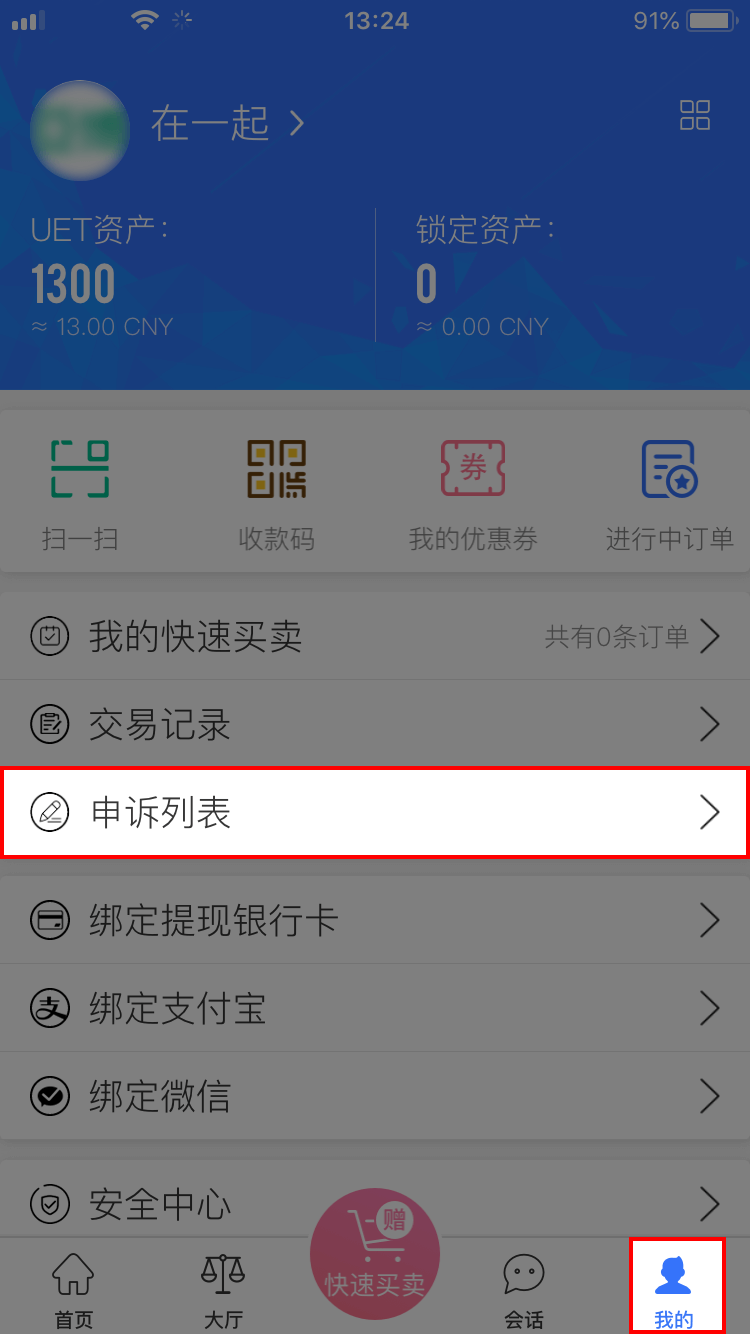 13:24 91%
在一起
UET资产：
1300
≈ 13.00 CNY
锁定资产：
0
≈ 0.00 CNY
扫一扫
收款码
券
我的优惠券
进行中订单
我的快速买卖 共有0条订单
交易记录
申诉列表
绑定提现银行卡
支
绑定支付宝
绑定微信
安全中心
赠
快速买卖
首页
大厅
会话
我的